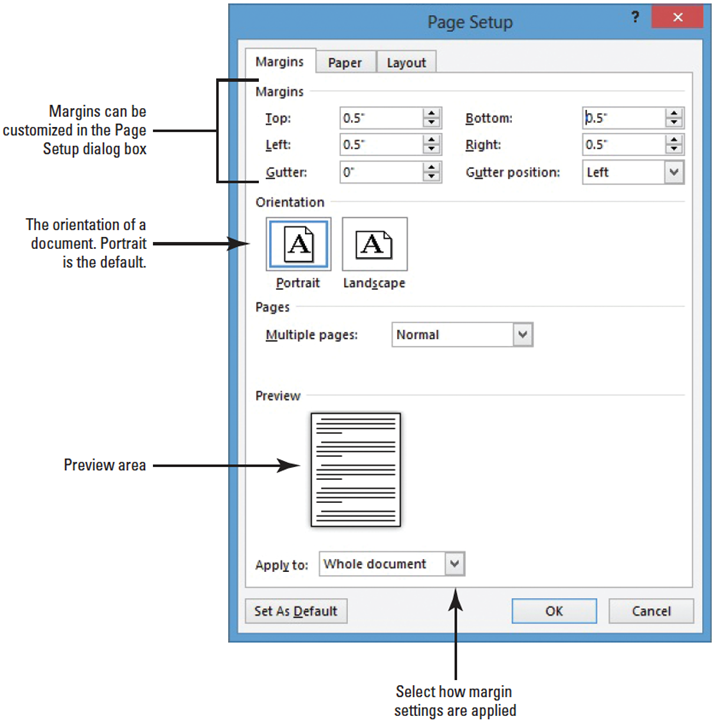 Page Setup
?
Margins Paper Layout
Margins
Top: 0.5" Bottom: 0.5"
Left: 0.5" Right: 0.5"
Gutter: 0" Gutter position: Left
Margins can be
customized in the Page
Setup dialog box
Orientation
A A
Portrait Landscape
The orientation of a
document. Portrait
is the default.
Pages
Multiple pages: Normal
Preview
Preview area
Apply to: Whole document
Set As Default OK Cancel
Select how margin
settings are applied